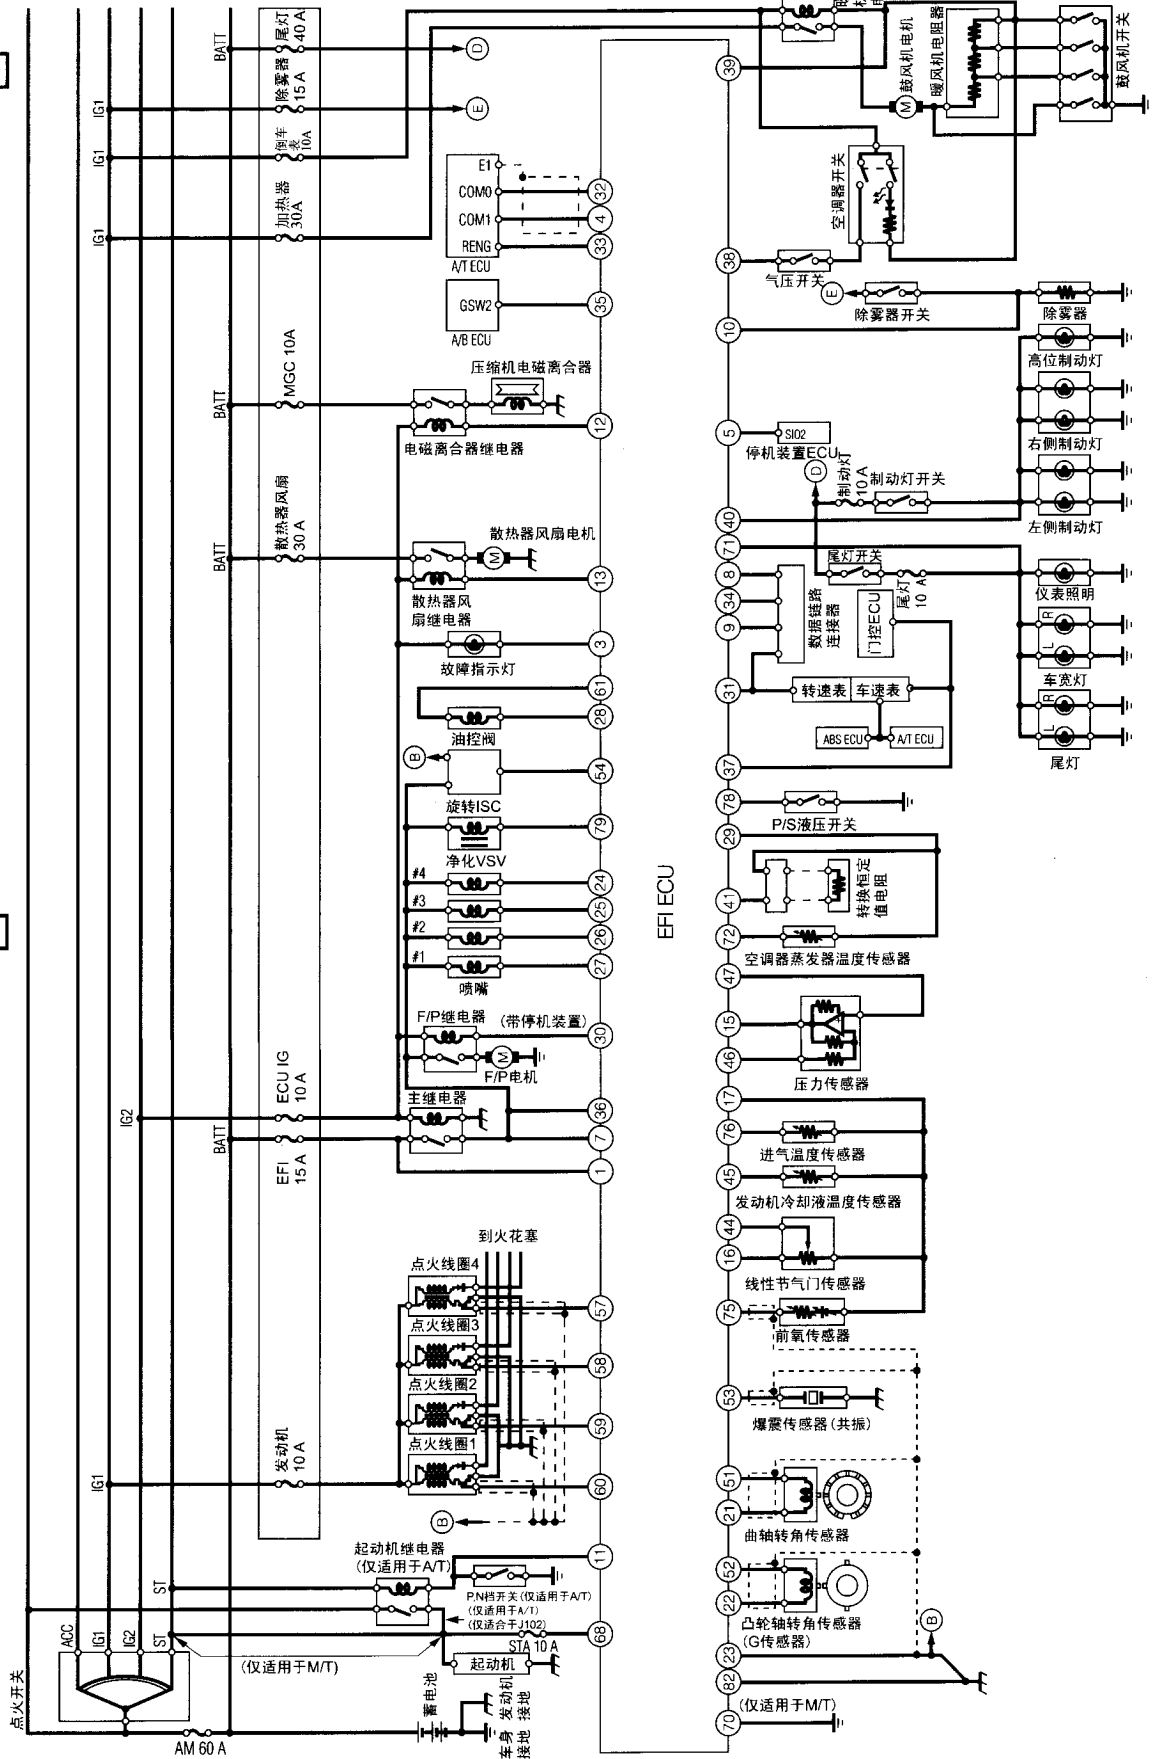 BATT
尾灯
40 A
D
IG1
除雾器
15 A
E
IG1
倒车
表
10A
IG1
加热器
30A
E1
COM0
COM1
RENG
A/T ECU
32
4
33
GSW2
A/B ECU
35
MGC 10A
BATT
压缩机电磁离合器
电磁离合器继电器
12
BATT
散热器风扇
30 A
散热器风扇电机
M
散热器风
扇继电器
13
故障指示灯
3
61
28
油控阀
B
54
旋转ISC
79
净化VSV
#4
24
#3
25
#2
26
#1
27
喷嘴
F/P继电器
(带停机装置)
30
M
F/P电机
IG2
ECU IG
10 A
主继电器
36
BATT
EFI
15 A
7
1
到火花塞
点火线圈4
57
点火线圈3
58
点火线圈2
59
点火线圈1
60
IG1
发动机
10 A
B
起动机继电器
(仅适用于A/T)
11
P.N档开关(仅适用于A/T)
(仅适用于A/T)
(仅适合于J102)
STA 10 A
68
ST
ACC
IG1
IG2
ST
(仅适用于M/T)
起动机
点火开关
AM 60 A
蓄电池
车身
接地
发动机
接地
EFI ECU
39
M
鼓风机电机
暖风机电阻器
鼓风机开关
空调器开关
38
气压开关
E
除雾器开关
除雾器
10
高位制动灯
右侧制动灯
5
SIO2
停机装置ECU
D
制动灯
10 A
制动灯开关
左侧制动灯
40
71
尾灯开关
尾灯
10 A
仪表照明
8
34
9
数据链路
连接器
门控ECU
R
L
车宽灯
31
转速表
车速表
R
L
尾灯
ABS ECU
A/T ECU
37
78
P/S液压开关
29
41
转换恒定
值电阻
72
空调器蒸发器温度传感器
47
15
46
压力传感器
17
76
进气温度传感器
45
发动机冷却液温度传感器
44
16
线性节气门传感器
75
前氧传感器
53
爆震传感器(共振)
51
21
曲轴转角传感器
52
22
凸轮轴转角传感器
(G传感器)
B
23
82
(仅适用于M/T)
70